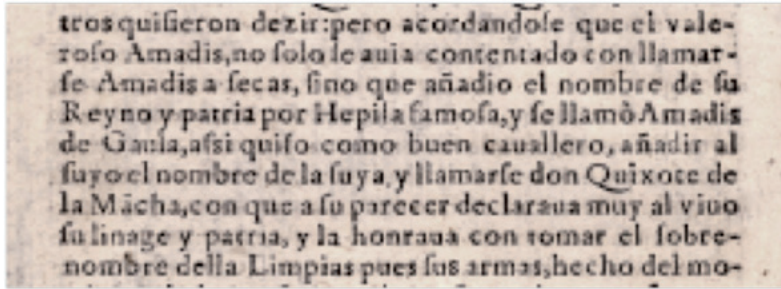 tros quiſieron dezir:pero acordandoſe que el vale-
roſo Amadis,no ſolo ſe auia contentado con llamar-
ſe Amadis a ſecas, ſino que añadio el nombre de ſu
Reyno y patria por Hepila famoſa,y ſe llamò Amadis
de Gaula,aſsi quiſo como buen cauallero, añadir al
ſuyo el nombre de la ſuya, y llamarſe don Quixote de
la Mācha,con que a ſu parecer declaraua muy al viuo
ſu linage y patria, y la honraua con tomar el ſobre-
nombre della Limpias pues ſus armas,hecho del mo-